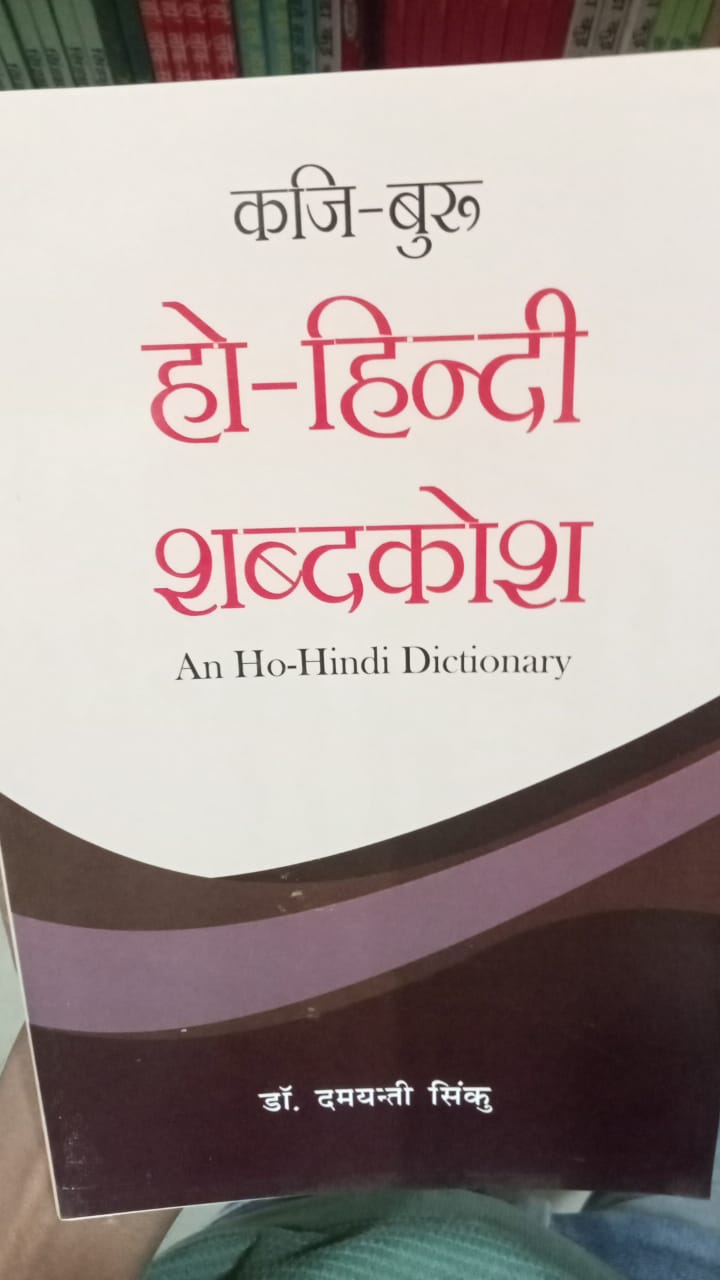 कजि-बुरू
हो-हिन्दी
शब्दकोश
An Ho-Hindi Dictionary
डॉ. दमयन्ती सिंकु